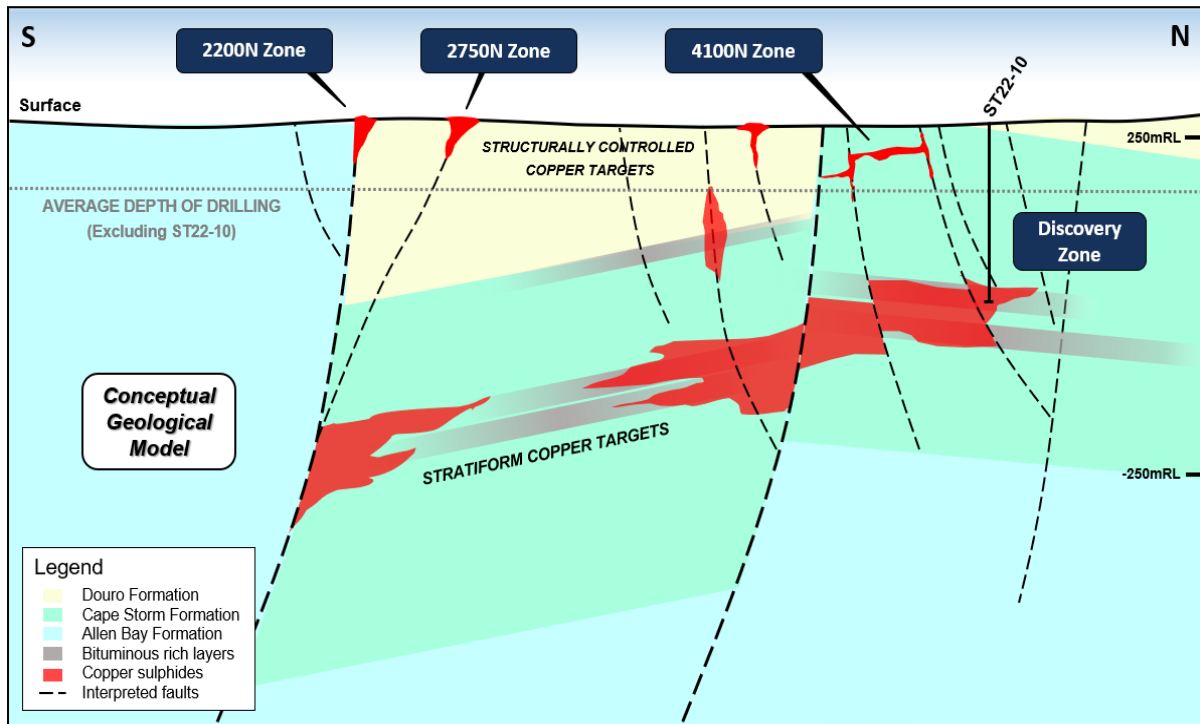 S
2200N Zone
2750N Zone
4100N Zone
N
ST22-10
Surface
250mRL
STRUCTURALLY CONTROLLED
COPPER TARGETS
AVERAGE DEPTH OF DRILLING
(Excluding ST22-10)
Discovery
Zone
Conceptual
Geological
Model
STRATIFORM COPPER TARGETS
-250mRL
Legend
Douro Formation
Cape Storm Formation
Allen Bay Formation
Bituminous rich layers
Copper sulphides
Interpreted faults